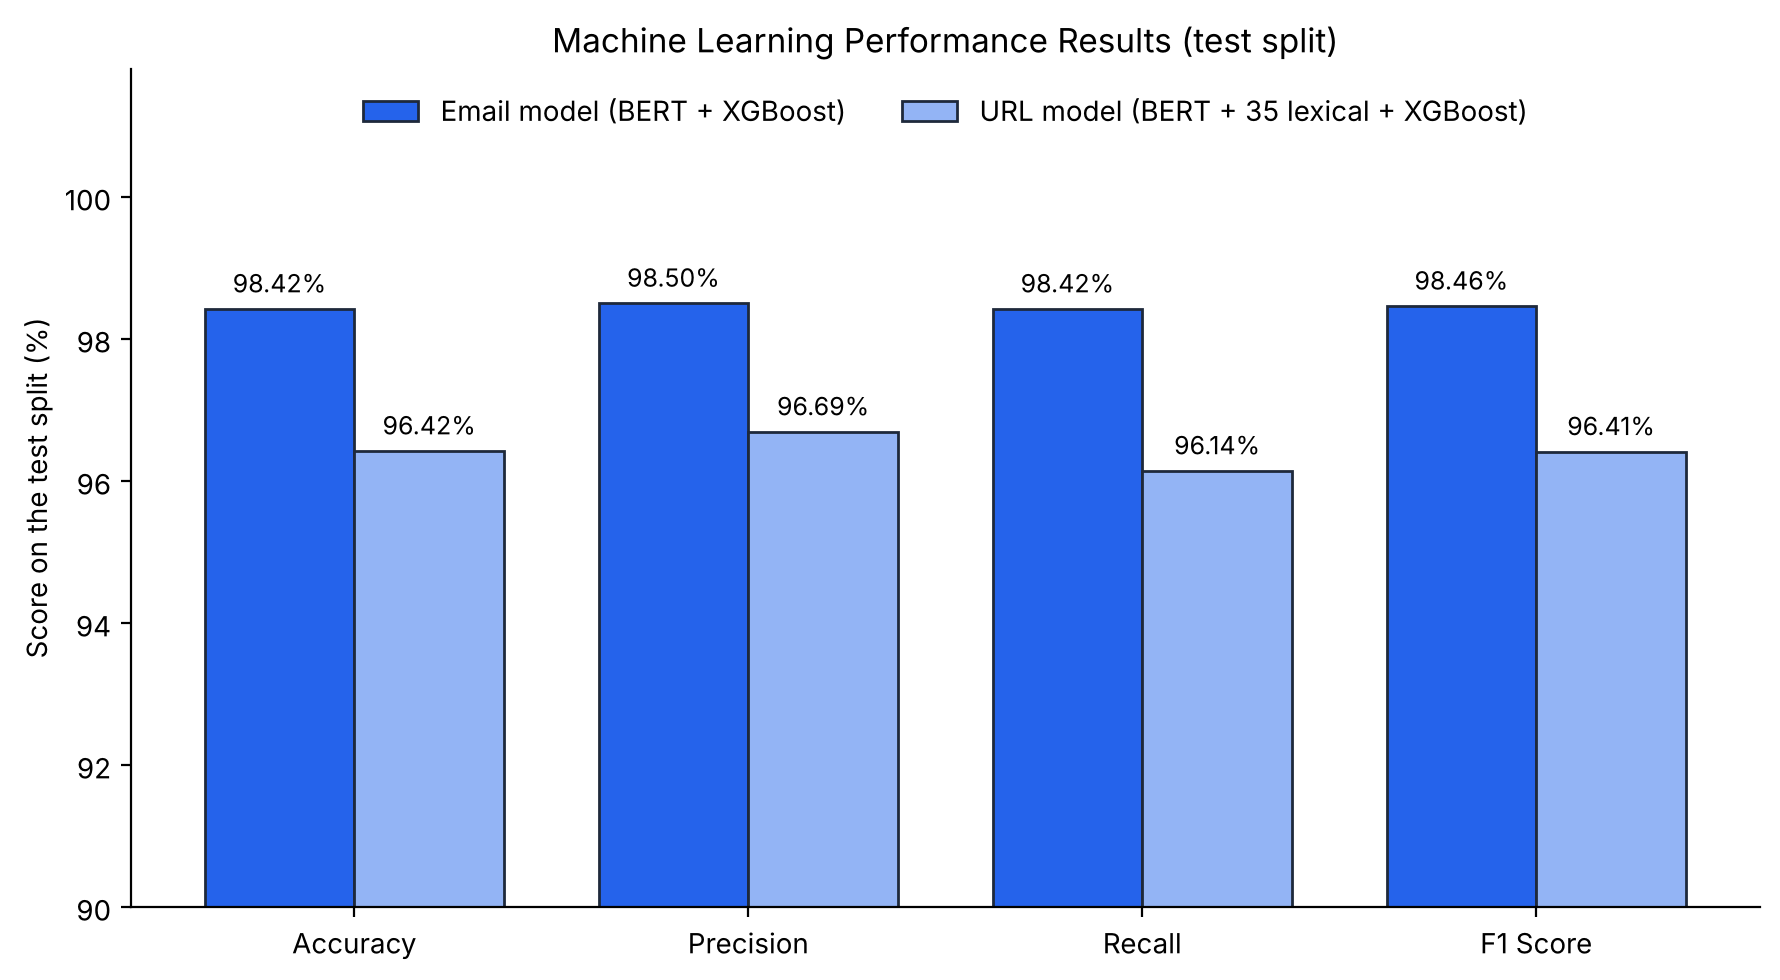 Machine Learning Performance Results (test split)
Email model (BERT + XGBoost)
URL model (BERT + 35 lexical + XGBoost)
Score on the test split (%)
100
98
96
94
92
90
98.42%
96.42%
98.50%
96.69%
98.42%
96.14%
98.46%
96.41%
Accuracy
Precision
Recall
F1 Score